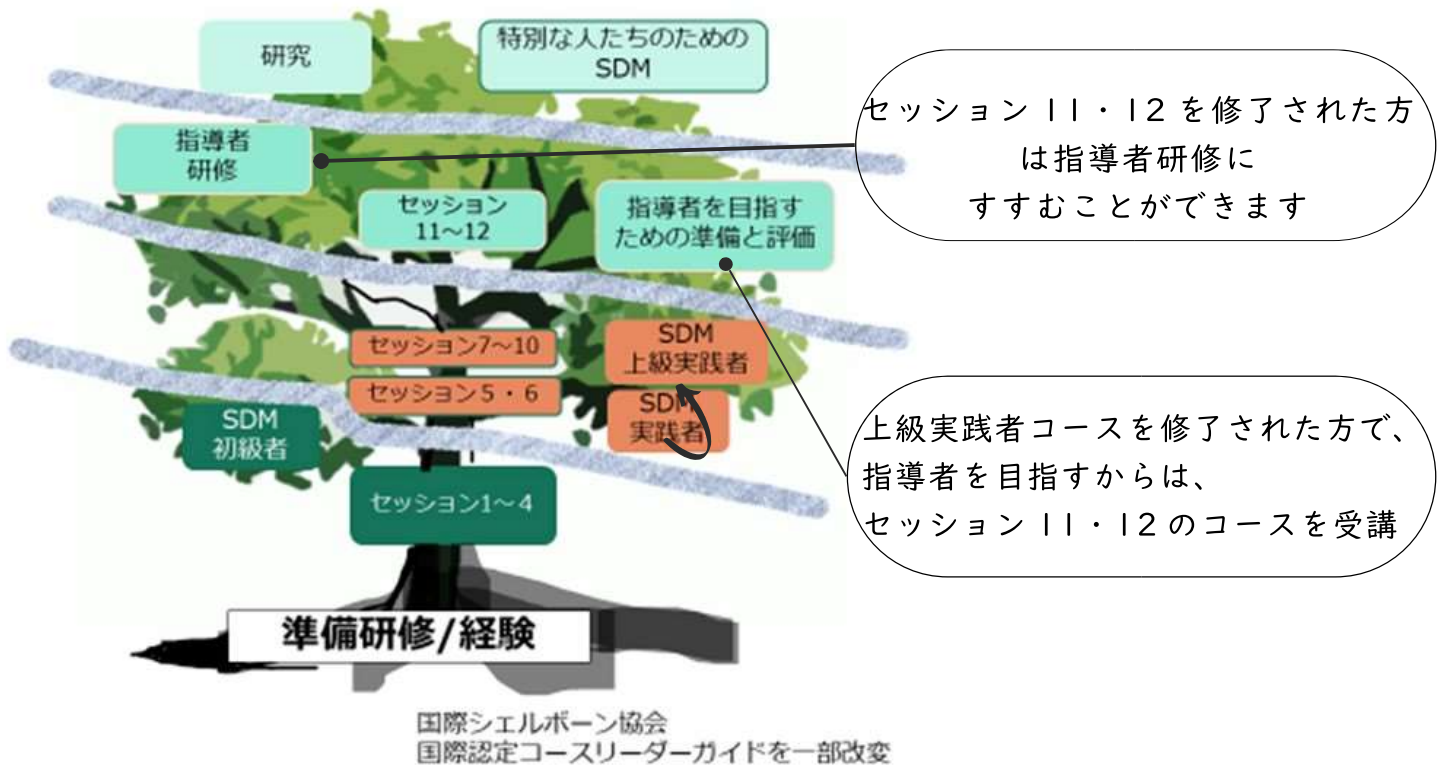 研究
特別な人たちのための
SDM
指導者
研修
セッション 11・12 を修了された方
は指導者研修に
すすむことができます
セッション
11～12
指導者を目指す
ための準備と評価
セッション7～10
SDM
上級実践者
セッション5・6
SDM
実践者
SDM
初級者
上級実践者コースを修了された方で、
指導者を目指すからは、
セッション 11・12 のコースを受講
セッション1～4
準備研修/経験
国際シェルボーン協会
国際認定コースリーダーガイドを一部改変